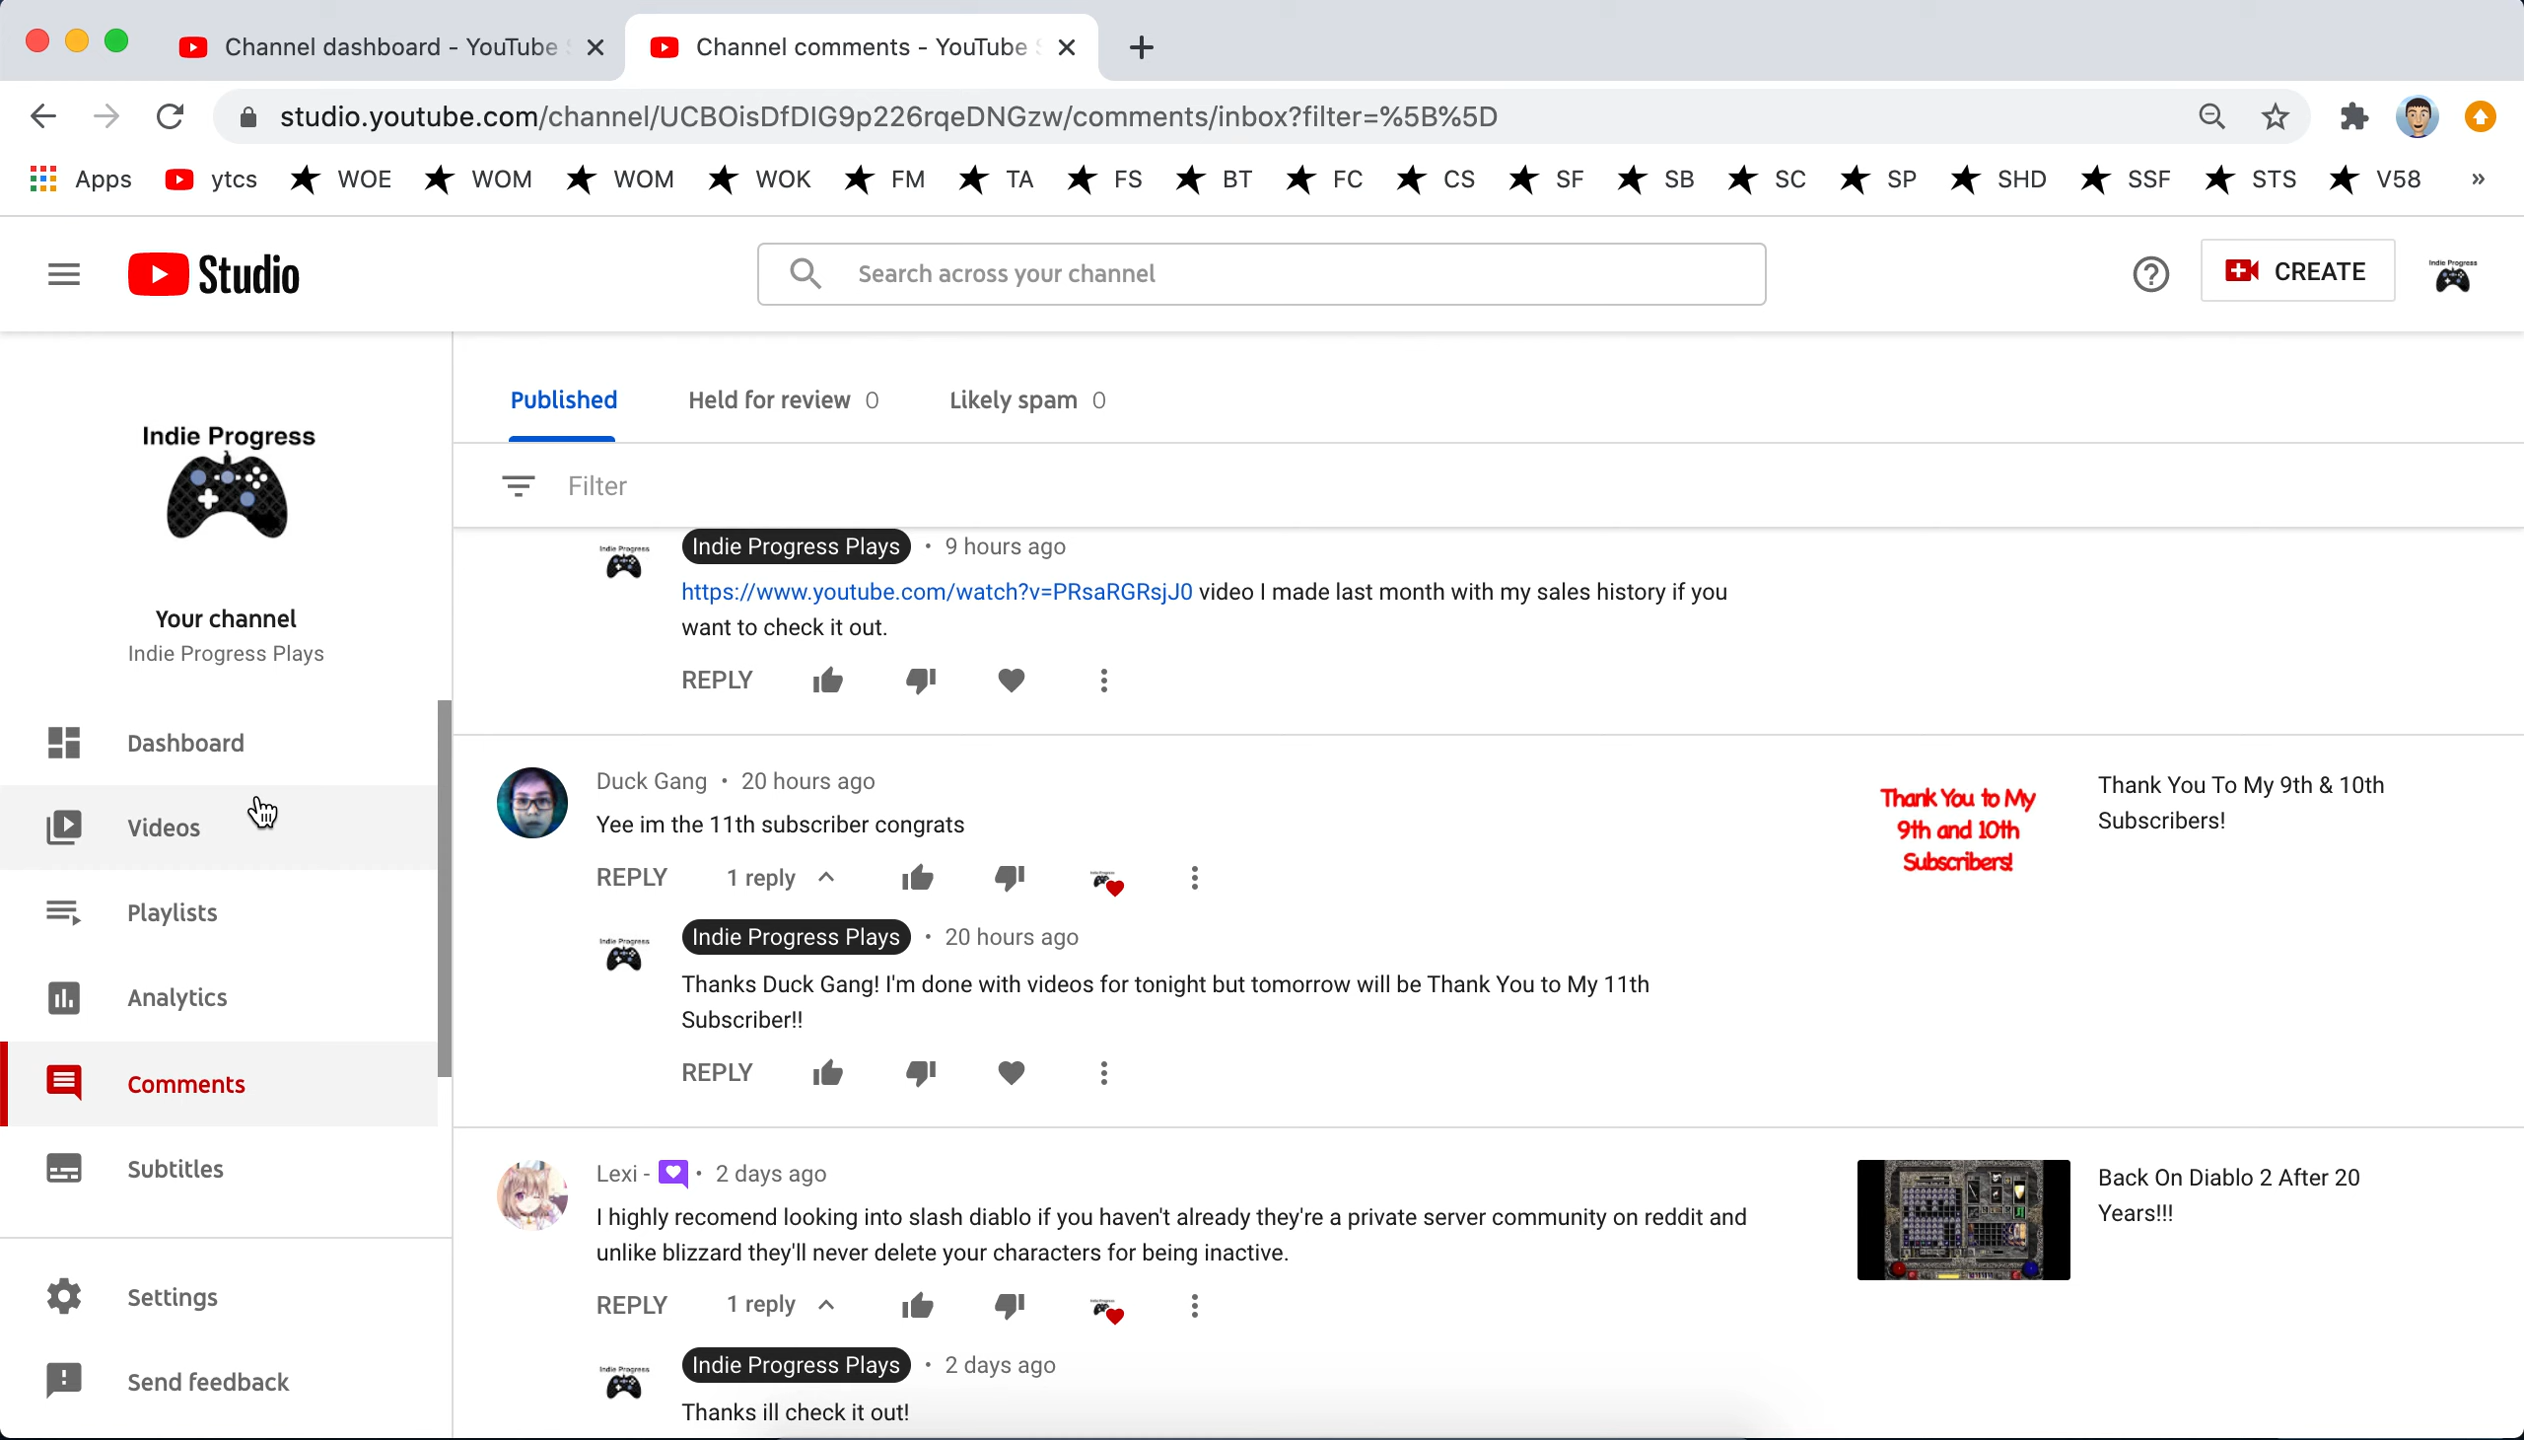 Channel dashboard - YouTube S
Channel comments - YouTube S
studio.youtube.com/channel/UCBOisDfDIG9p226rqeDNGzw/comments/inbox?filter=%5B%5D
Apps ytcs WOE WOM WOM WOK FM TA FS BT FC CS SF SB SC SP SHD SSF STS V58 »
Studio
Search across your channel
CREATE
Indie Progress
Published Held for review 0 Likely spam 0
Filter
Indie Progress
Your channel
Indie Progress Plays
Dashboard
Videos
Playlists
Analytics
Comments
Subtitles
Settings
Send feedback
Indie Progress
Indie Progress Plays • 9 hours ago
https://www.youtube.com/watch?v=PRsaRGRsjJ0 video I made last month with my sales history if you
want to check it out.
REPLY
Duck Gang • 20 hours ago
Yee im the 11th subscriber congrats
REPLY 1 reply
Thank You to My
9th and 10th
Subscribers!
Thank You To My 9th & 10th
Subscribers!
Indie Progress
Indie Progress Plays • 20 hours ago
Thanks Duck Gang! I'm done with videos for tonight but tomorrow will be Thank You to My 11th
Subscriber!!
REPLY
Lexi - • 2 days ago
I highly recomend looking into slash diablo if you haven't already they're a private server community on reddit and
unlike blizzard they'll never delete your characters for being inactive.
REPLY 1 reply
Back On Diablo 2 After 20
Years!!!
Indie Progress
Indie Progress Plays • 2 days ago
Thanks ill check it out!